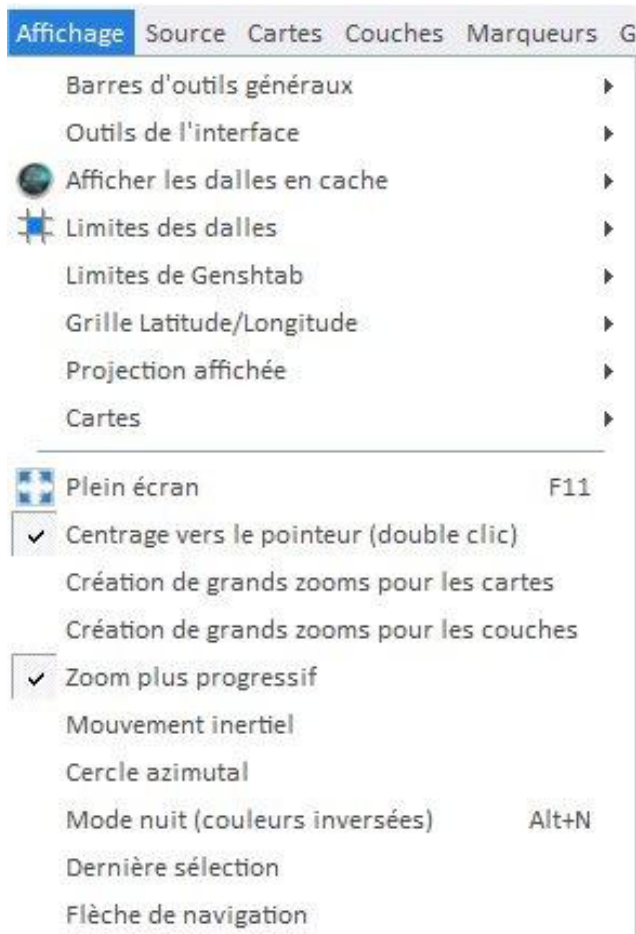 Affichage Source Cartes Couches Marqueurs G
Barres d'outils généraux
Outils de l'interface
Afficher les dalles en cache
Limites des dalles
Limites de Genshtab
Grille Latitude/Longitude
Projection affichée
Cartes
Plein écran F11
Centrage vers le pointeur (double clic)
Création de grands zooms pour les cartes
Création de grands zooms pour les couches
Zoom plus progressif
Mouvement inertiel
Cercle azimutal
Mode nuit (couleurs inversées) Alt+N
Dernière sélection
Flèche de navigation